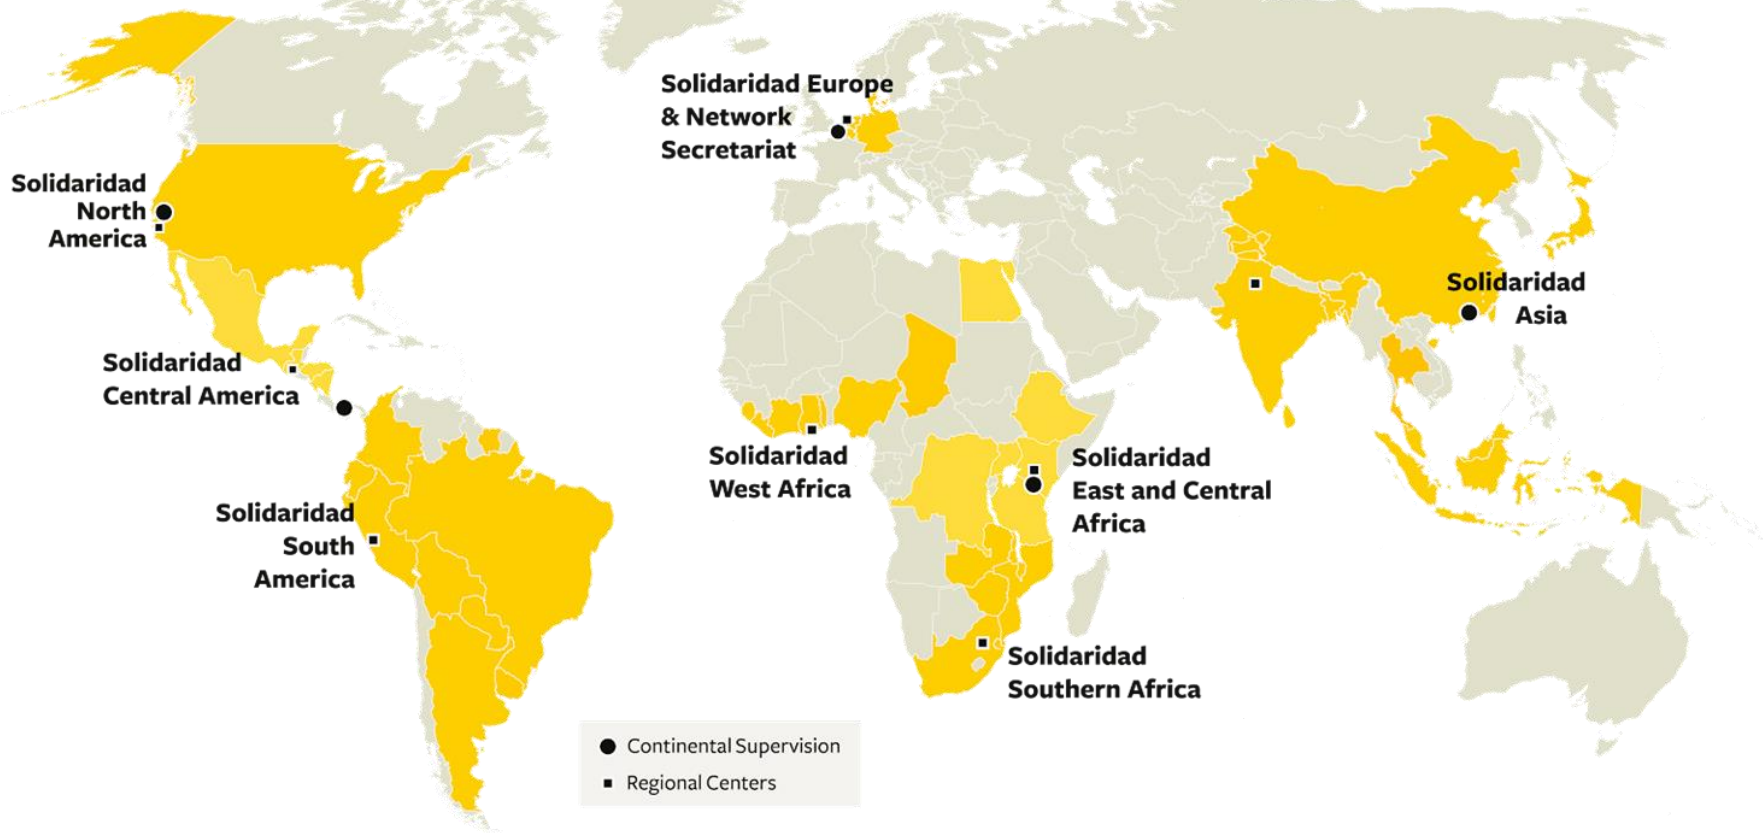 Solidaridad Europe
& Network
Secretariat
Solidaridad
North
America
Solidaridad
Asia
Solidaridad
Central America
Solidaridad
West Africa
Solidaridad
East and Central
Africa
Solidaridad
South
America
Solidaridad
Southern Africa
Continental Supervision
Regional Centers